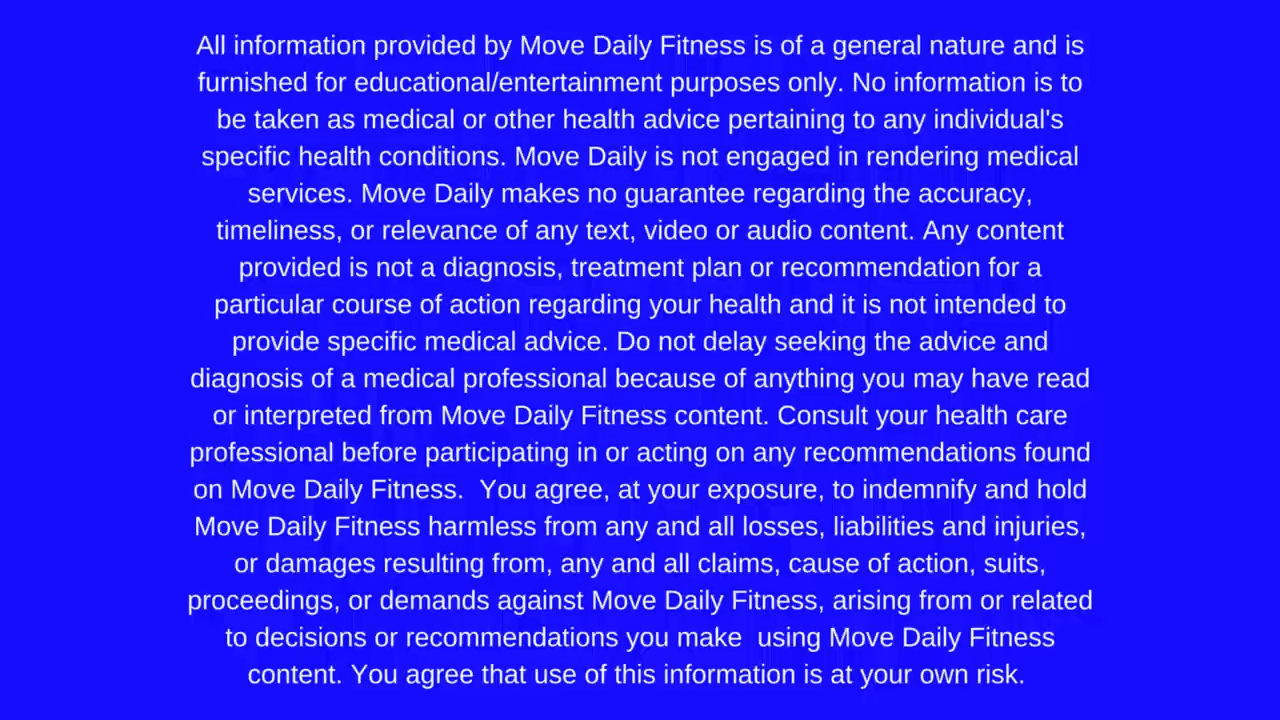 All information provided by Move Daily Fitness is of a general nature and is
furnished for educational/entertainment purposes only. No information is to
be taken as medical or other health advice pertaining to any individual's
specific health conditions. Move Daily is not engaged in rendering medical
services. Move Daily makes no guarantee regarding the accuracy,
timeliness, or relevance of any text, video or audio content. Any content
provided is not a diagnosis, treatment plan or recommendation for a
particular course of action regarding your health and it is not intended to
provide specific medical advice. Do not delay seeking the advice and
diagnosis of a medical professional because of anything you may have read
or interpreted from Move Daily Fitness content. Consult your health care
professional before participating in or acting on any recommendations found
on Move Daily Fitness.  You agree, at your exposure, to indemnify and hold
Move Daily Fitness harmless from any and all losses, liabilities and injuries,
or damages resulting from, any and all claims, cause of action, suits,
proceedings, or demands against Move Daily Fitness, arising from or related
to decisions or recommendations you make  using Move Daily Fitness
content. You agree that use of this information is at your own risk.